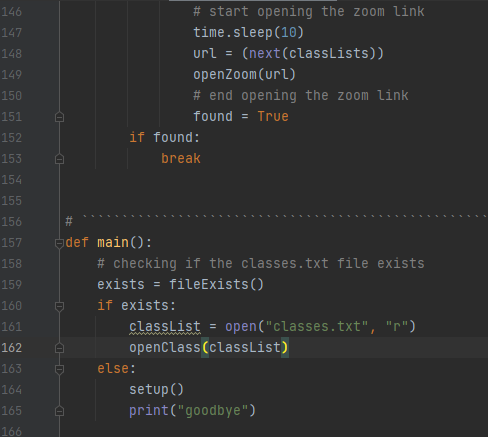 146 # start opening the zoom link
147 time.sleep(10)
148 url = (next(classLists))
149 openZoom(url)
150 # end opening the zoom link
151 found = True
152 if found:
153 break
154
155
156 # ``````````````````````````````````````````````````
157 def main():
158 # checking if the classes.txt file exists
159 exists = fileExists()
160 if exists:
161 classList = open("classes.txt", "r")
162 openClass(classList)
163 else:
164 setup()
165 print("goodbye")
166